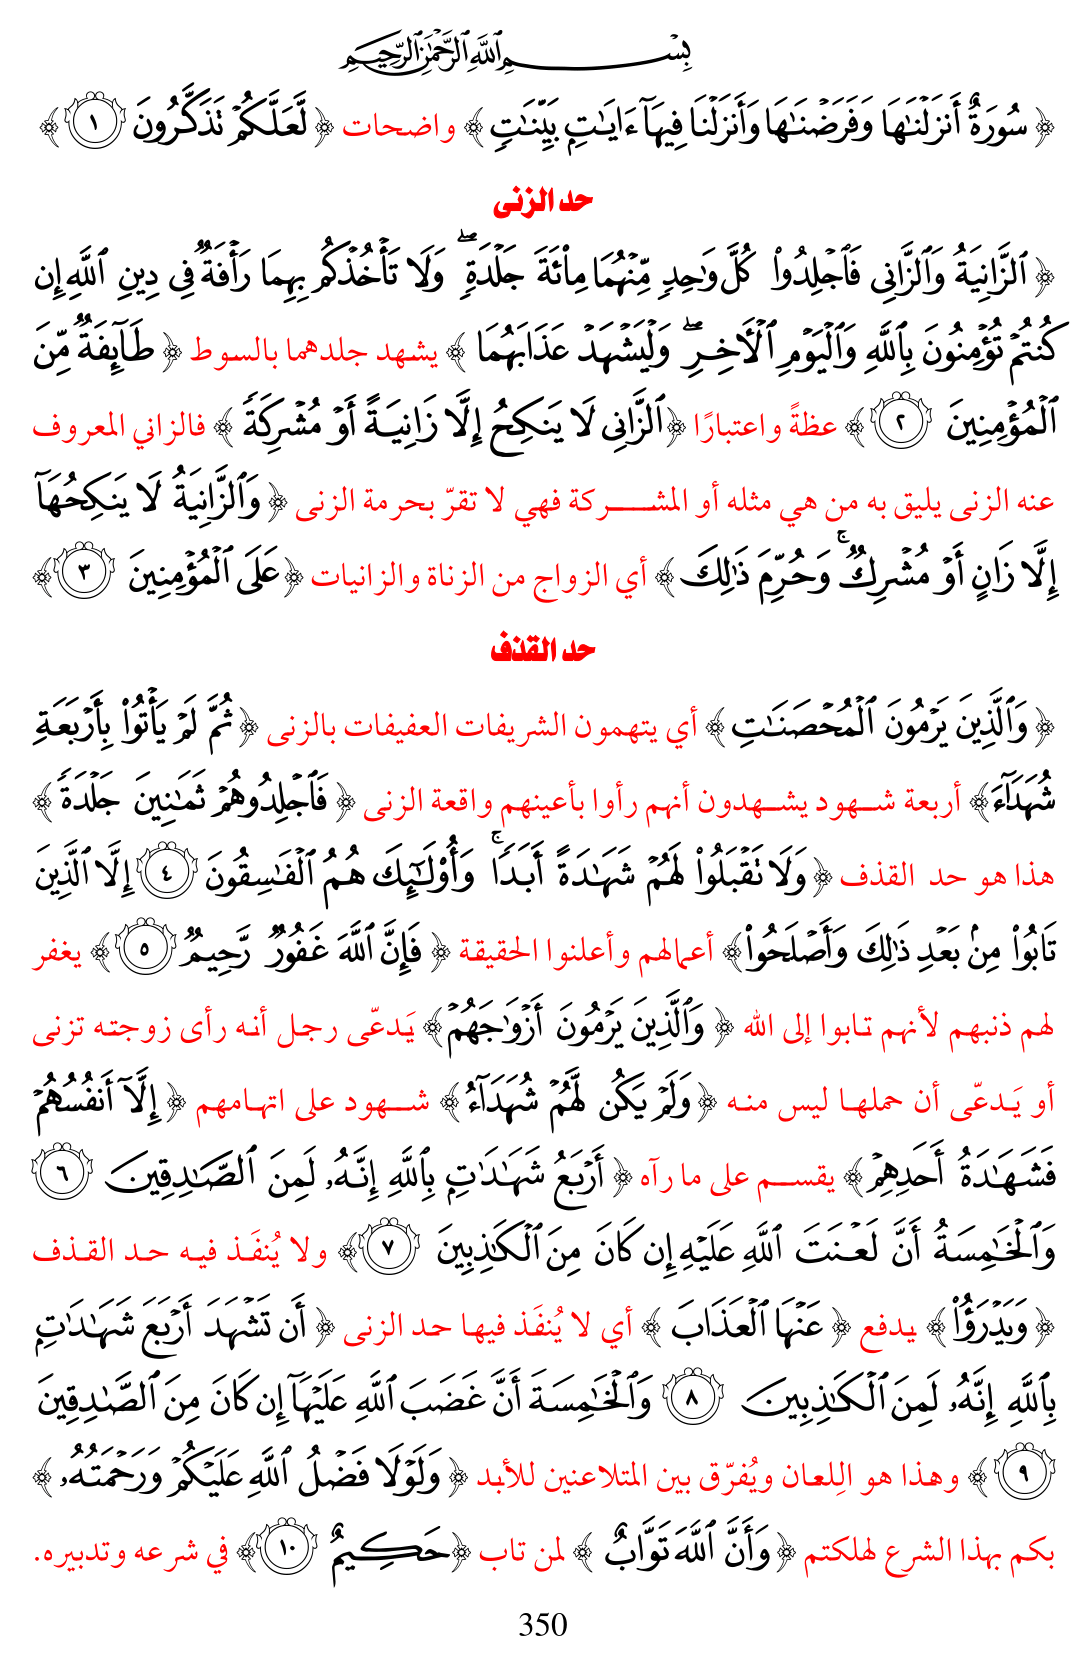 بِسْمِ ٱللَّهِ ٱلرَّحْمَٰنِ ٱلرَّحِيمِ
﴿ سُورَةٌ أَنزَلْنَٰهَا وَفَرَضْنَٰهَا وَأَنزَلْنَا فِيهَآ ءَايَٰتٍۭ بَيِّنَٰتٍ ﴾ واضحات ﴿ لَّعَلَّكُمْ تَذَكَّرُونَ ١ ﴾
حد الزنى
﴿ ٱلزَّانِيَةُ وَٱلزَّانِى فَٱجْلِدُوا۟ كُلَّ وَٰحِدٍ مِّنْهُمَا مِا۟ئَةَ جَلْدَةٍ ۖ وَلَا تَأْخُذْكُم بِهِمَا رَأْفَةٌ فِى دِينِ ٱللَّهِ إِن
كُنتُمْ تُؤْمِنُونَ بِٱللَّهِ وَٱلْيَوْمِ ٱلْءَاخِرِ ۖ وَلْيَشْهَدْ عَذَابَهُمَا ﴾ يشهد جلدهما بالسوط ﴿ طَآئِفَةٌ مِّنَ
ٱلْمُؤْمِنِينَ ٢ ﴾ عظةً واعتبارًا ﴿ ٱلزَّانِى لَا يَنكِحُ إِلَّا زَانِيَةً أَوْ مُشْرِكَةً ﴾ فالزاني المعروف
عنه الزنى يليق به من هي مثله أو المشركة فهي لا تقرّ بحرمة الزنى ﴿ وَٱلزَّانِيَةُ لَا يَنكِحُهَآ
إِلَّا زَانٍ أَوْ مُشْرِكٌ ۚ وَحُرِّمَ ذَٰلِكَ ﴾ أي الزواج من الزناة والزانيات ﴿ عَلَى ٱلْمُؤْمِنِينَ ٣ ﴾
حد القذف
﴿ وَٱلَّذِينَ يَرْمُونَ ٱلْمُحْصَنَٰتِ ﴾ أي يتهمون الشريفات العفيفات بالزنى ﴿ ثُمَّ لَمْ يَأْتُوا۟ بِأَرْبَعَةِ
شُهَدَآءَ ﴾ أربعة شهود يشهدون أنهم رأوا بأعينهم واقعة الزنى ﴿ فَٱجْلِدُوهُمْ ثَمَٰنِينَ جَلْدَةً ﴾
هذا هو حد القذف ﴿ وَلَا تَقْبَلُوا۟ لَهُمْ شَهَٰدَةً أَبَدًا ۚ وَأُو۟لَٰٓئِكَ هُمُ ٱلْفَٰسِقُونَ ٤ إِلَّا ٱلَّذِينَ
تَابُوا۟ مِنۢ بَعْدِ ذَٰلِكَ وَأَصْلَحُوا۟ ﴾ أعمالهم وأعلنوا الحقيقة ﴿ فَإِنَّ ٱللَّهَ غَفُورٌ رَّحِيمٌ ٥ ﴾ يغفر
لهم ذنبهم لأنهم تابوا إلى الله ﴿ وَٱلَّذِينَ يَرْمُونَ أَزْوَٰجَهُمْ ﴾ يَدعّى رجل أنه رأى زوجته تزنى
أو يَدعّى أن حملها ليس منه ﴿ وَلَمْ يَكُن لَّهُمْ شُهَدَآءُ ﴾ شهود على اتهامهم ﴿ إِلَّآ أَنفُسُهُمْ
فَشَهَٰدَةُ أَحَدِهِمْ ﴾ يقسم على ما رآه ﴿ أَرْبَعُ شَهَٰدَٰتٍۭ بِٱللَّهِ إِنَّهُۥ لَمِنَ ٱلصَّٰدِقِينَ ٦
وَٱلْخَٰمِسَةُ أَنَّ لَعْنَتَ ٱللَّهِ عَلَيْهِ إِن كَانَ مِنَ ٱلْكَٰذِبِينَ ٧ ﴾ ولا يُنفَذ فيه حد القذف
﴿ وَيَدْرَؤُا۟ ﴾ يدفع ﴿ عَنْهَا ٱلْعَذَابَ ﴾ أي لا يُنفَذ فيها حد الزنى ﴿ أَن تَشْهَدَ أَرْبَعَ شَهَٰدَٰتٍۭ
بِٱللَّهِ إِنَّهُۥ لَمِنَ ٱلْكَٰذِبِينَ ٨ وَٱلْخَٰمِسَةَ أَنَّ غَضَبَ ٱللَّهِ عَلَيْهَآ إِن كَانَ مِنَ ٱلصَّٰدِقِينَ
٩ ﴾ وهذا هو اللِعان ويُفرّق بين المتلاعنين للأبد ﴿ وَلَوْلَا فَضْلُ ٱللَّهِ عَلَيْكُمْ وَرَحْمَتُهُۥ ﴾
بكم بهذا الشرع لهلكتم ﴿ وَأَنَّ ٱللَّهَ تَوَّابٌ ﴾ لمن تاب ﴿ حَكِيمٌ ١٠ ﴾ في شرعه وتدبيره.
350